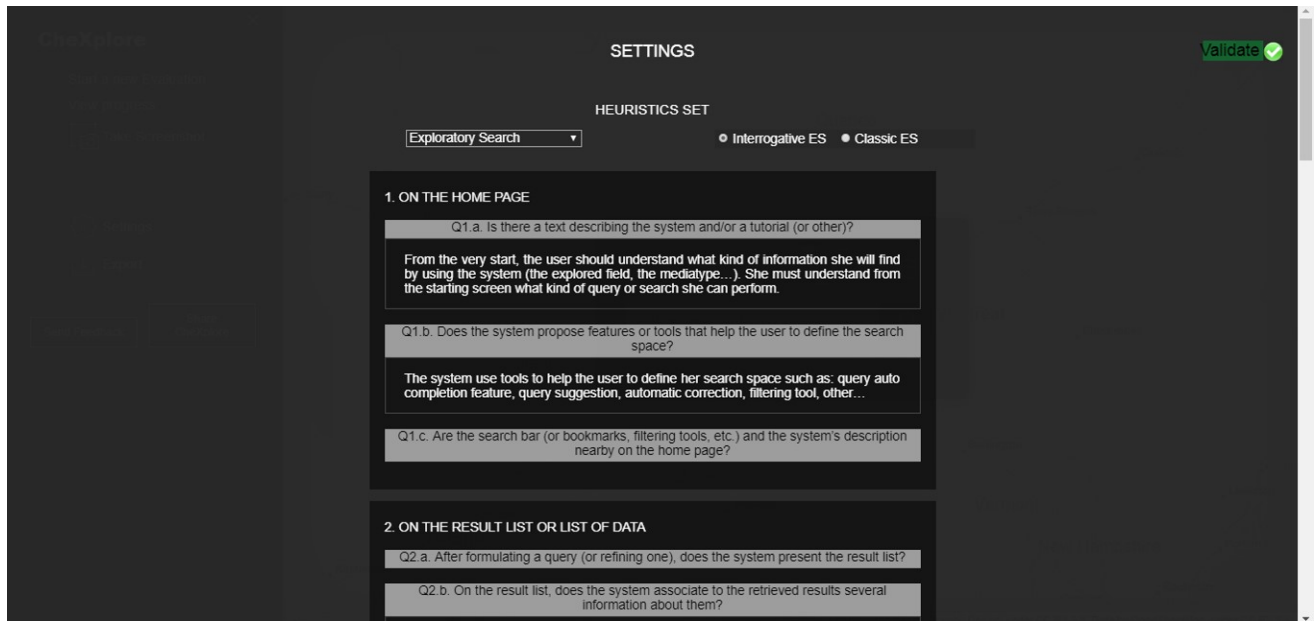 CheXplore
SETTINGS
Validate
HEURISTICS SET
Exploratory Search
Interrogative ES
Classic ES
1. ON THE HOME PAGE
Q1.a. Is there a text describing the system and/or a tutorial (or other)?
From the very start, the user should understand what kind of information she will find
by using the system (the explored field, the mediatype…). She must understand from
the starting screen what kind of query or search she can perform.
Q1.b. Does the system propose features or tools that help the user to define the search
space?
The system use tools to help the user to define her search space such as: query auto
completion feature, query suggestion, automatic correction, filtering tool, other…
Q1.c. Are the search bar (or bookmarks, filtering tools, etc.) and the system's description
nearby on the home page?
2. ON THE RESULT LIST OR LIST OF DATA
Q2.a. After formulating a query (or refining one), does the system present the result list?
Q2.b. On the result list, does the system associate to the retrieved results several
information about them?